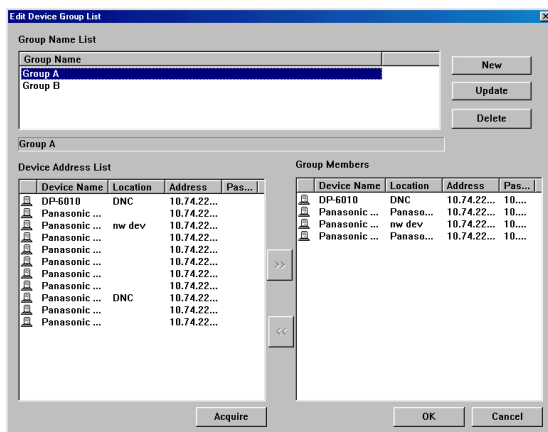 Edit Device Group List
Group Name List
Group Name
Group A
Group B
New
Update
Delete
Group A
Device Address List
Device Name Location Address Pas...
DP-6010 DNC 10.74.22...
Panasonic ... 10.74.22...
Panasonic ... nw dev 10.74.22...
Panasonic ... 10.74.22...
Panasonic ... 10.74.22...
Panasonic ... 10.74.22...
Panasonic ... 10.74.22...
Panasonic ... 10.74.22...
Panasonic ... DNC 10.74.22...
Panasonic ... 10.74.22...
Panasonic ... 10.74.22...
>>
<<
Group Members
Device Name Location Address Pas...
DP-6010 DNC 10.74.22... 10....
Panasonic ... Panaso... 10.74.22... 10....
Panasonic ... nw dev 10.74.22... 10....
Panasonic ... Panaso... 10.74.22... 10....
Acquire
OK
Cancel